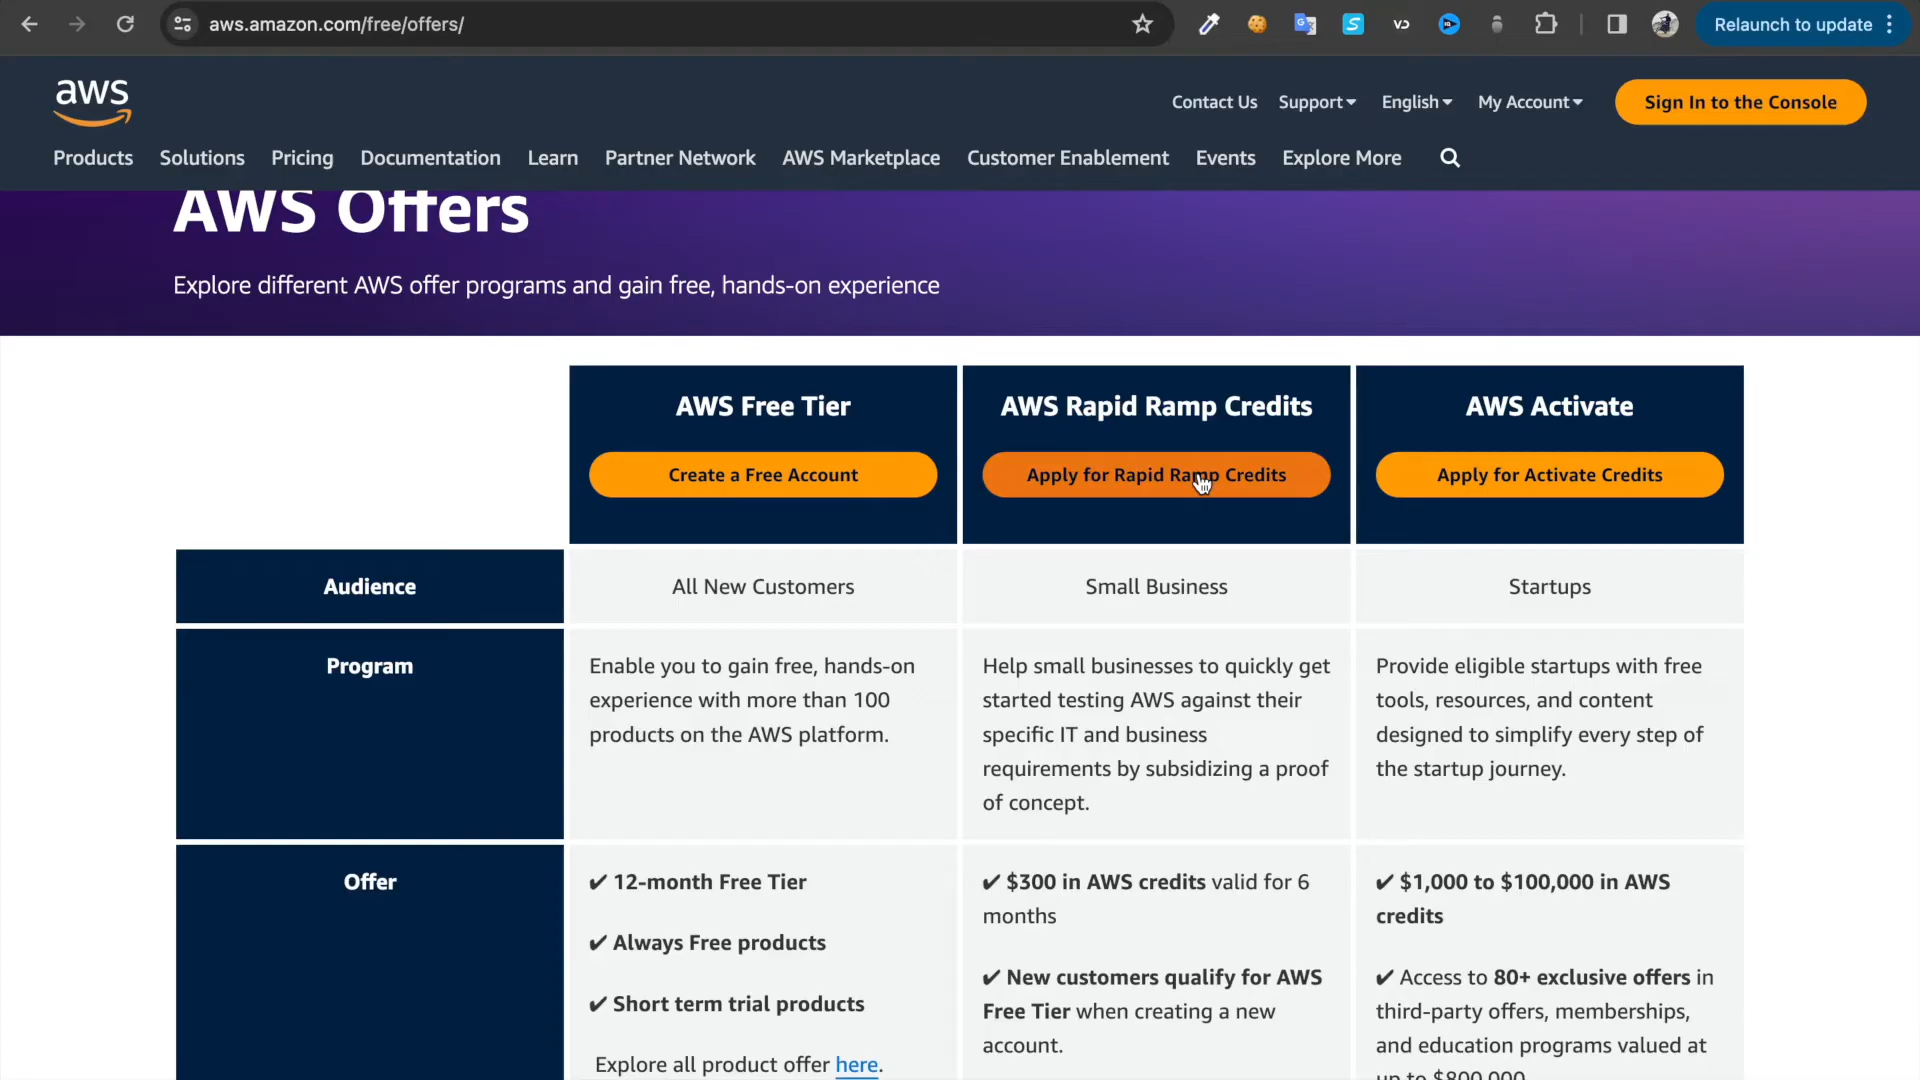 aws.amazon.com/free/offers/
Relaunch to update
aws
Contact Us Support English My Account Sign In to the Console
Products Solutions Pricing Documentation Learn Partner Network AWS Marketplace Customer Enablement Events Explore More
AWS Offers
Explore different AWS offer programs and gain free, hands-on experience
AWS Free Tier
Create a Free Account
AWS Rapid Ramp Credits
Apply for Rapid Ramp Credits
AWS Activate
Apply for Activate Credits
Audience
All New Customers
Small Business
Startups
Program
Enable you to gain free, hands-on
experience with more than 100
products on the AWS platform.
Help small businesses to quickly get
started testing AWS against their
specific IT and business
requirements by subsidizing a proof
of concept.
Provide eligible startups with free
tools, resources, and content
designed to simplify every step of
the startup journey.
Offer
✔ 12-month Free Tier
✔ Always Free products
✔ Short term trial products
Explore all product offer here.
✔ $300 in AWS credits valid for 6
months
✔ New customers qualify for AWS
Free Tier when creating a new
account.
✔ $1,000 to $100,000 in AWS
credits
✔ Access to 80+ exclusive offers in
third-party offers, memberships,
and education programs valued at
up to $800,000